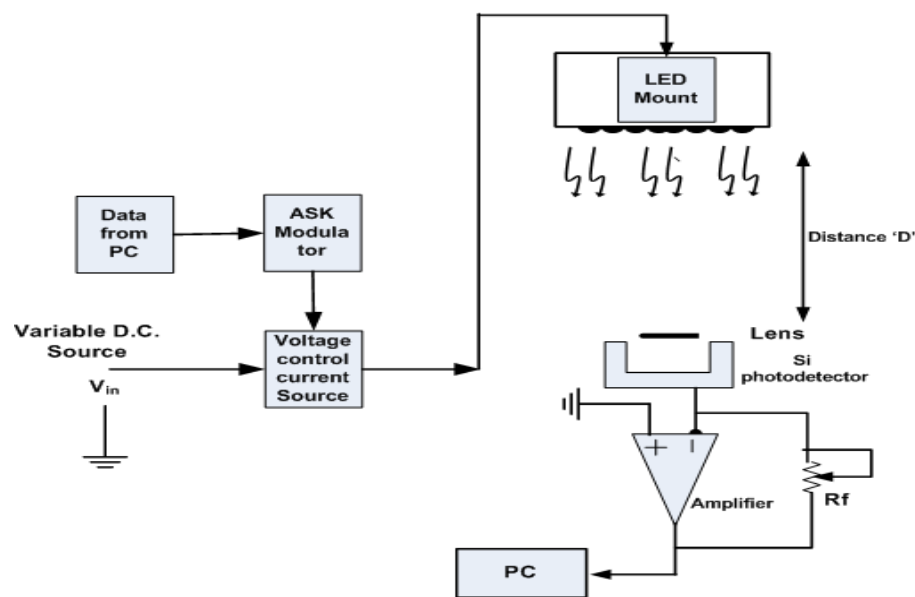 LED
Mount
Data
from
PC
ASK
Modula
tor
Distance ‘D’
Variable D.C.
Source
Vin
Voltage
control
current
Source
Lens
Si
photodetector
+
−
Amplifier
Rf
PC